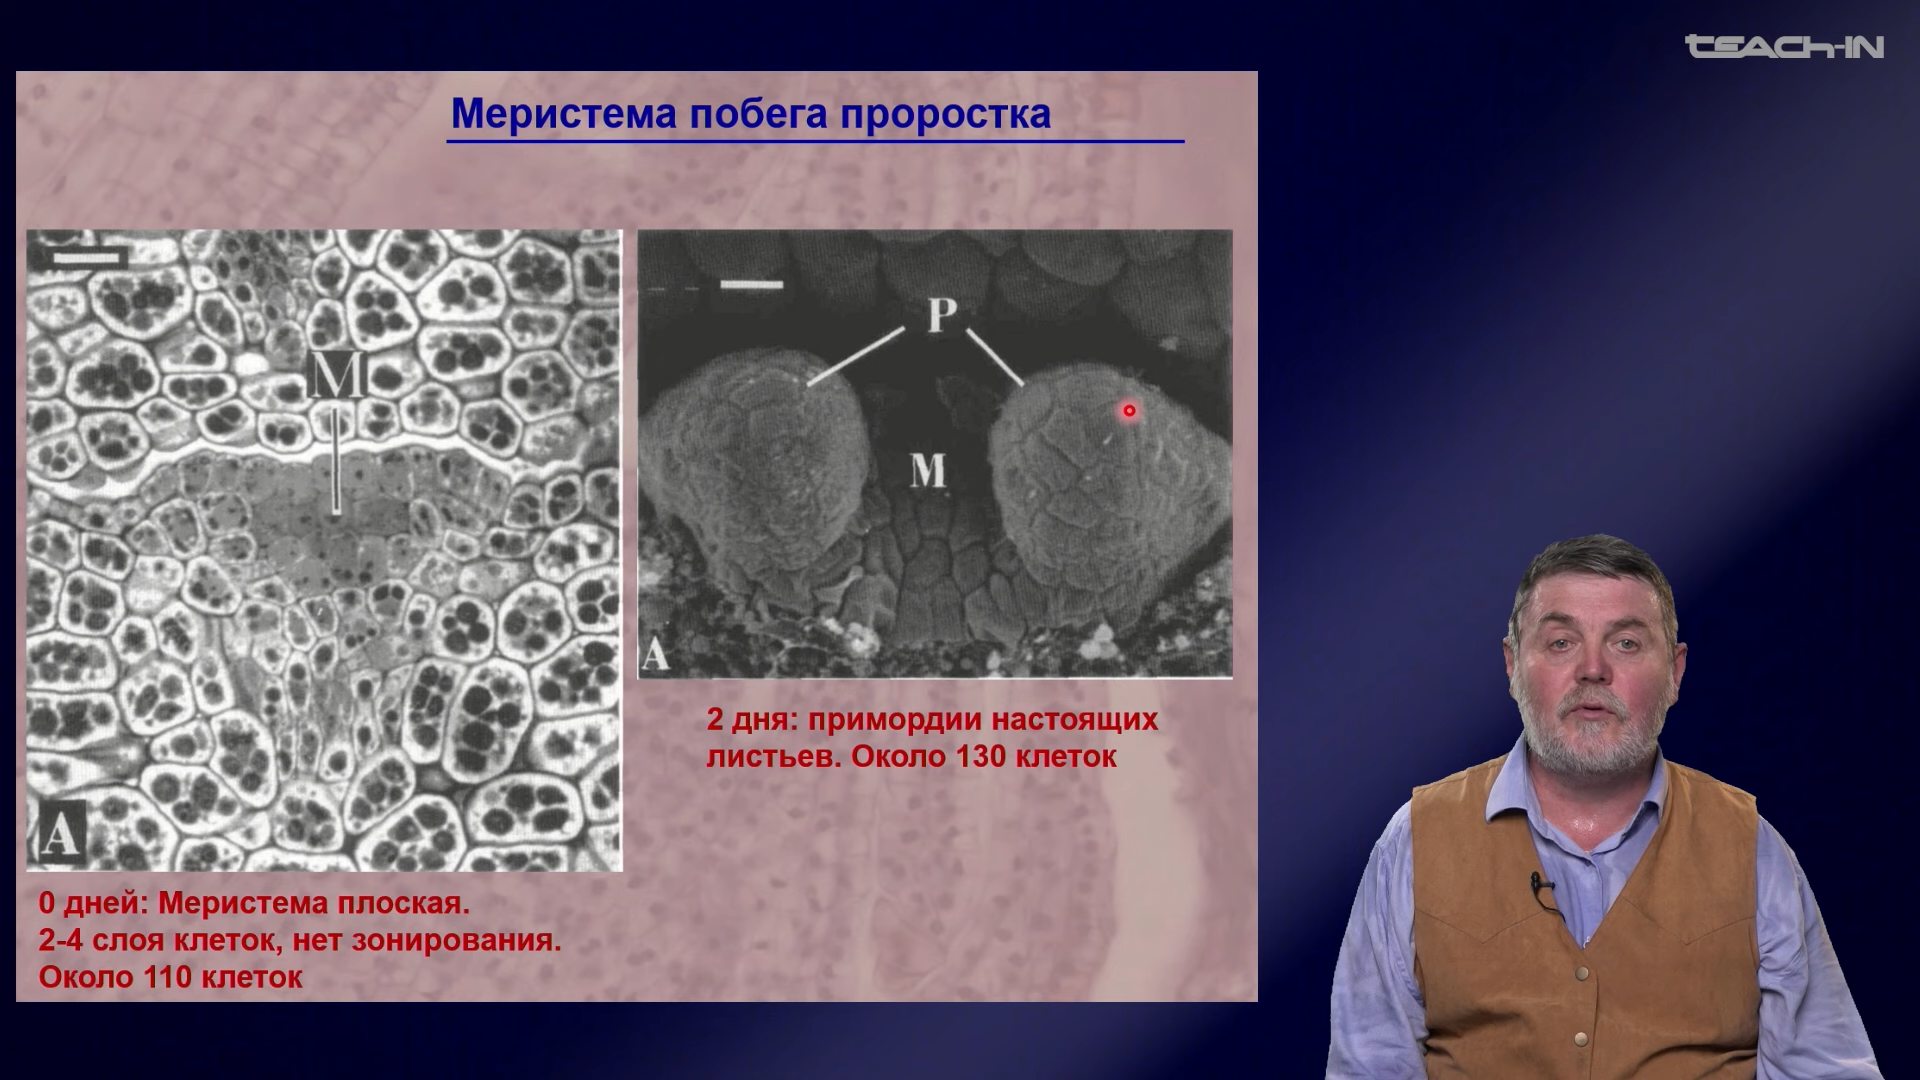 teach-in
Меристема побега проростка
M
P
M
A
A
2 дня: примордии настоящих
листьев. Около 130 клеток
0 дней: Меристема плоская.
2-4 слоя клеток, нет зонирования.
Около 110 клеток